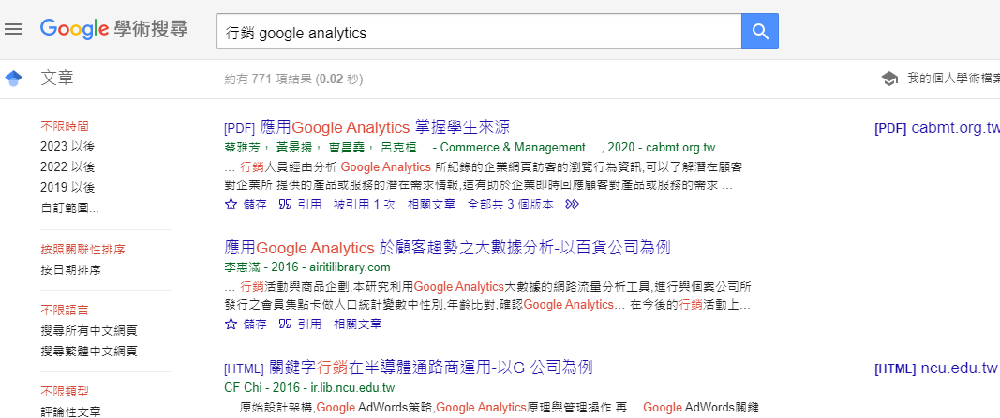 Google 學術搜尋
行銷 google analytics
文章
約有 771 項結果 (0.02 秒)
我的個人學術檔案
不限時間
2023 以後
2022 以後
2019 以後
自訂範圍...
按照關聯性排序
按日期排序
不限語言
搜尋所有中文網頁
搜尋繁體中文網頁
不限類型
評論性文章
[PDF] 應用Google Analytics 掌握學生來源
蔡雅芳， 黃景揚， 曹昌堯， 呂克桓… - Commerce & Management …, 2020 - cabmt.org.tw
… 行銷人員經由分析 Google Analytics 所紀錄的企業網頁訪客的瀏覽行為資訊,可以了解潛在顧客
對企業所 提供的產品或服務的潛在需求情報,這有助於企業即時回應顧客對產品或服務的需求 …
儲存 引用 被引用 1 次 相關文章 全部共 3 個版本
[PDF] cabmt.org.tw
應用Google Analytics 於顧客趨勢之大數據分析-以百貨公司為例
李惠滿 - 2016 - airitilibrary.com
… 行銷活動與商品企劃,本研究利用Google Analytics大數據的網路流量分析工具,進行與個案公司所
發行之會員集點卡做人口統計變數中性別,年齡比對,確認Google Analytics… 在今後的行銷活動上…
儲存 引用 相關文章
[HTML] 關鍵字行銷在半導體通路商運用-以G 公司為例
CF Chi - 2016 - ir.lib.ncu.edu.tw
… 原始設計架構,Google AdWords策略,Google Analytics原理與管理操作.再… Google AdWords關鍵
[HTML] ncu.edu.tw